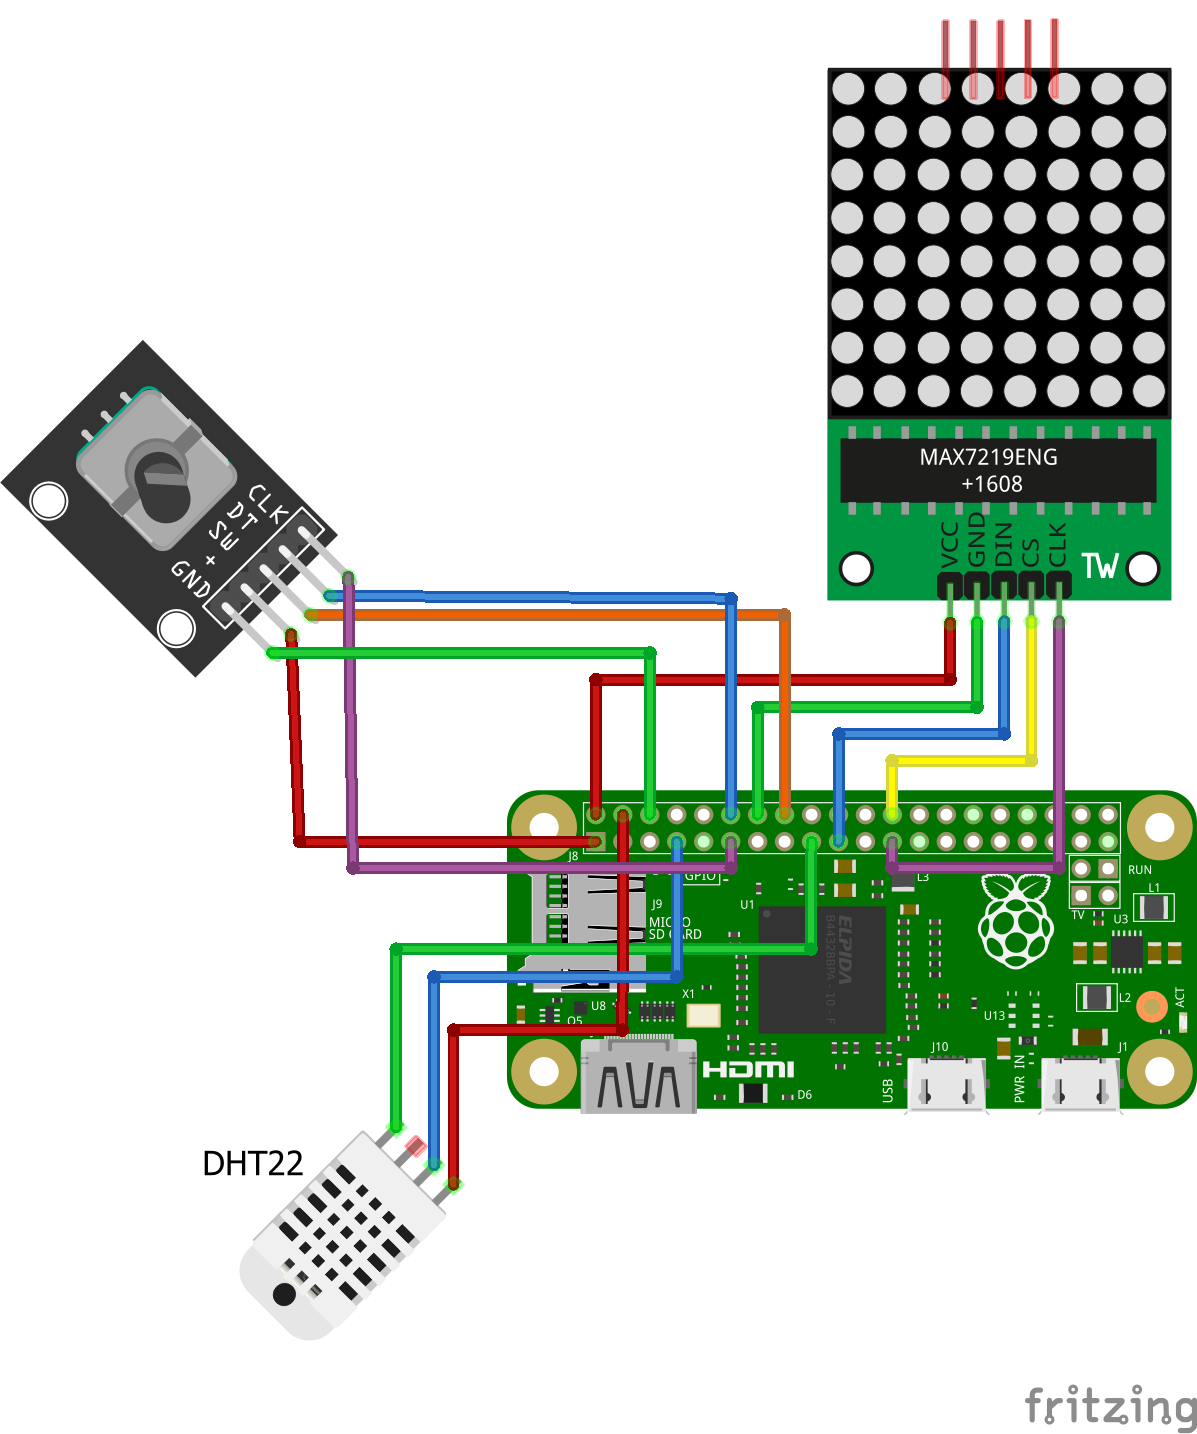 MAX7219ENG
+1608
VCC
GND
DIN
CS
CLK
TW
CLK
DT
SW
+
GND
J8
GPIO
L3
RUN
TV
L1
U3
J9
MICRO
SD CARD
U1
ELPIDA
B4432BBPA - 10 - F
X1
U8
Q5
L2
ACT
U13
HDMI
D6
USB
J10
PWR IN
J1
DHT22
fritzing